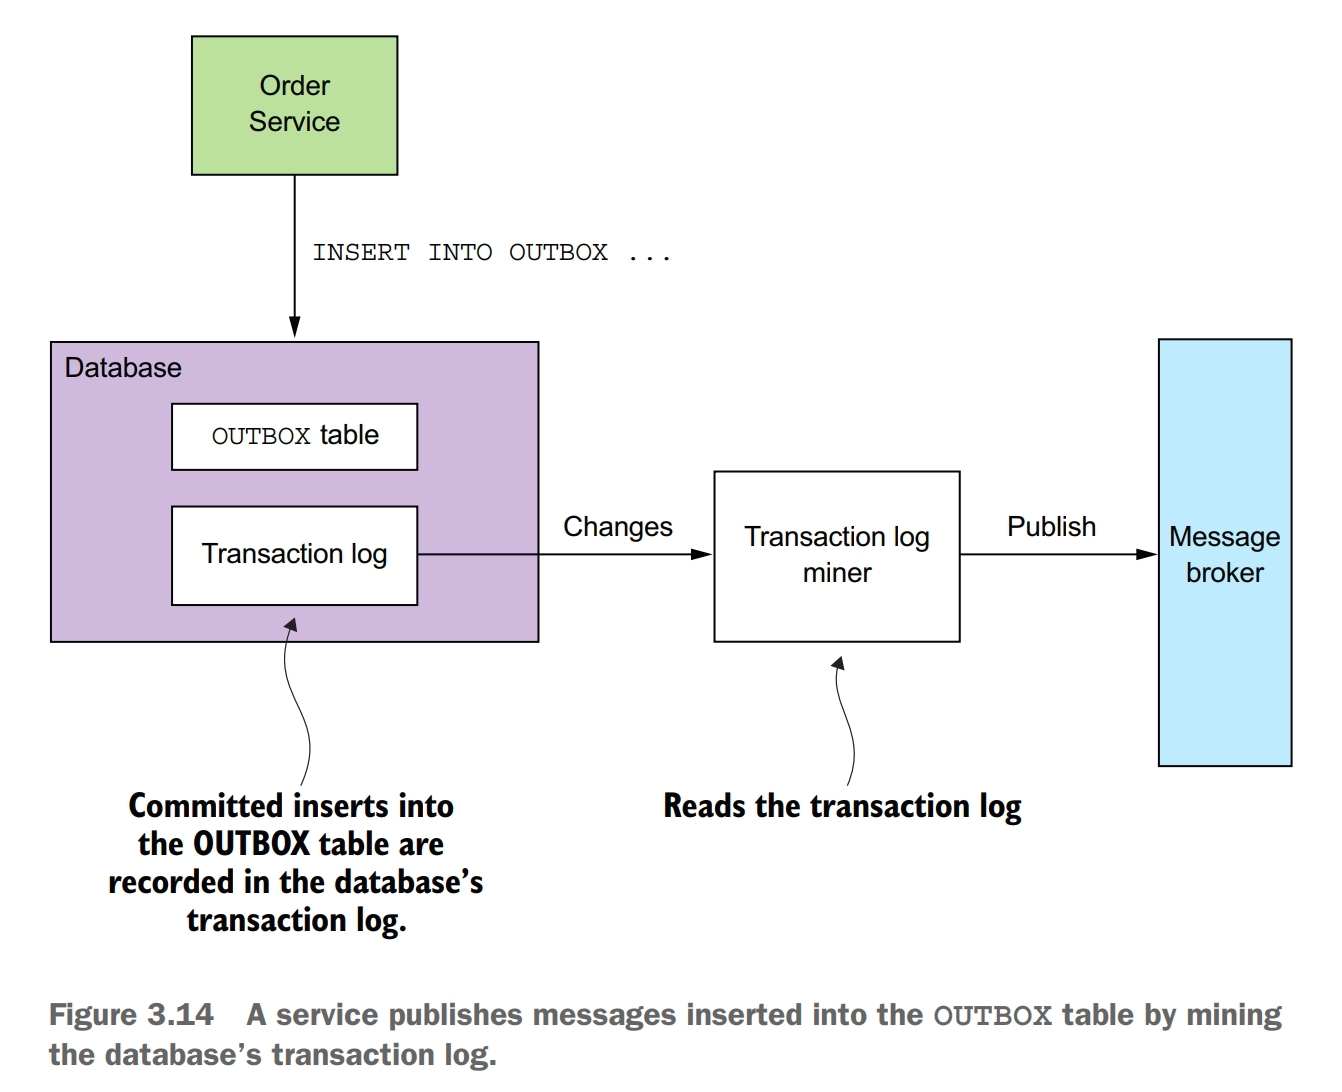 Order
Service
INSERT INTO OUTBOX ...
Database
OUTBOX table
Transaction log
Changes
Transaction log
miner
Publish
Message
broker
Committed inserts into
the OUTBOX table are
recorded in the database’s
transaction log.
Reads the transaction log
Figure 3.14 A service publishes messages inserted into the OUTBOX table by mining
the database’s transaction log.